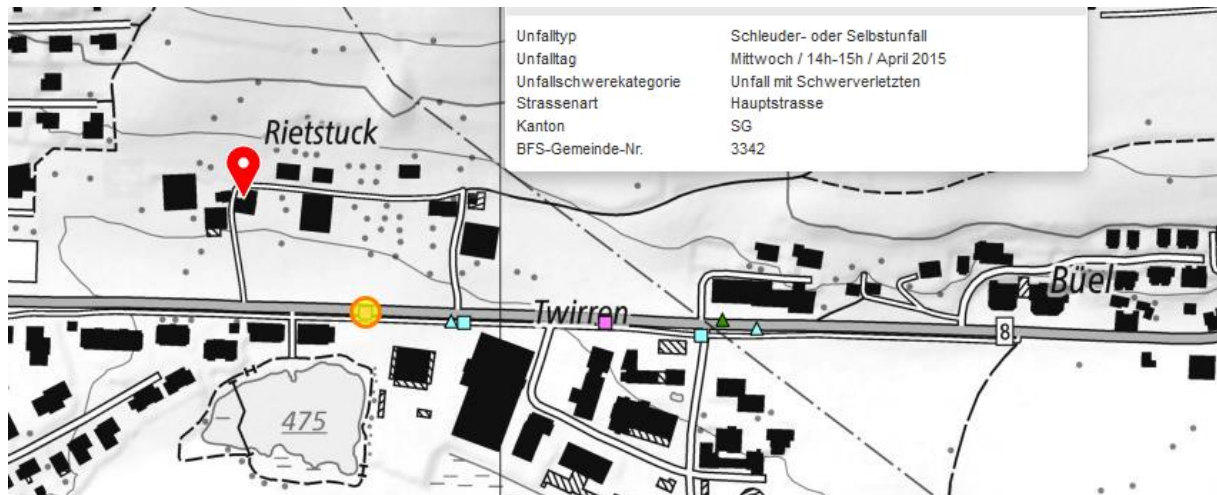 Unfalltyp Schleuder- oder Selbstunfall
Unfalltag Mittwoch / 14h-15h / April 2015
Unfallschwerekategorie Unfall mit Schwerverletzten
Strassenart Hauptstrasse
Kanton SG
BFS-Gemeinde-Nr. 3342
Rietstuck
Büel
Twirren
8
475